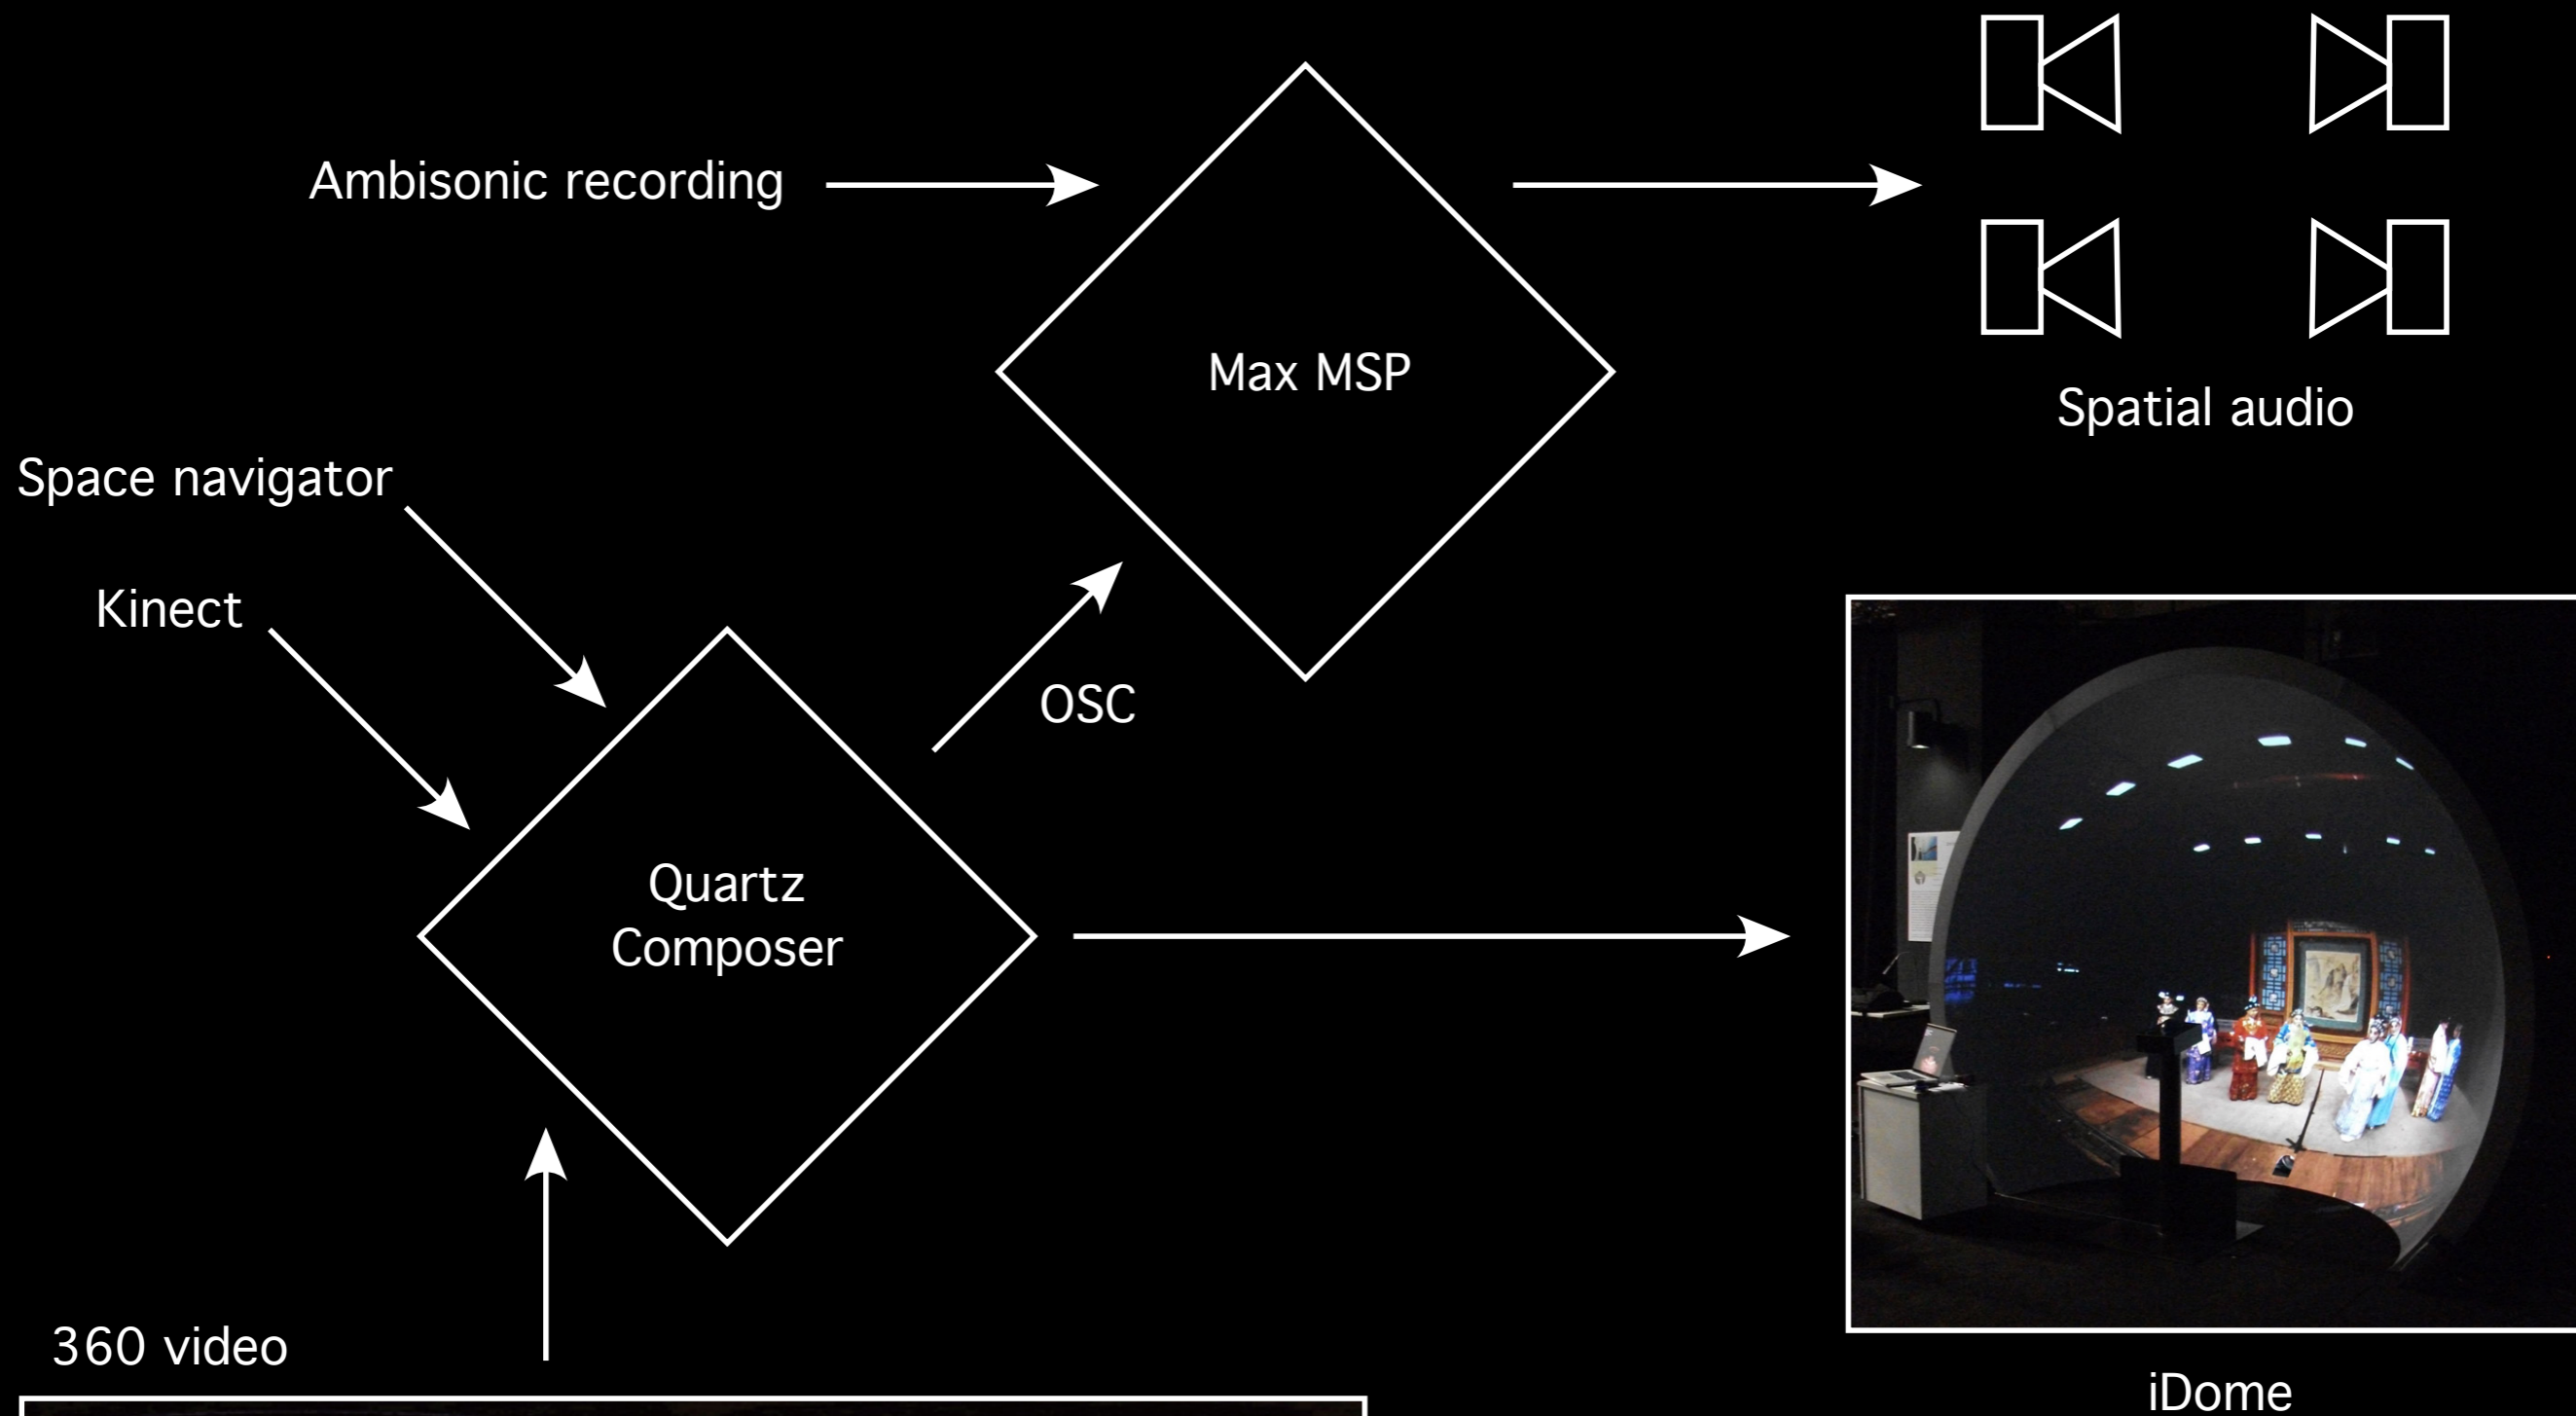 Ambisonic recording
Max MSP
Spatial audio
Space navigator
Kinect
OSC
Quartz
Composer
360 video
iDome